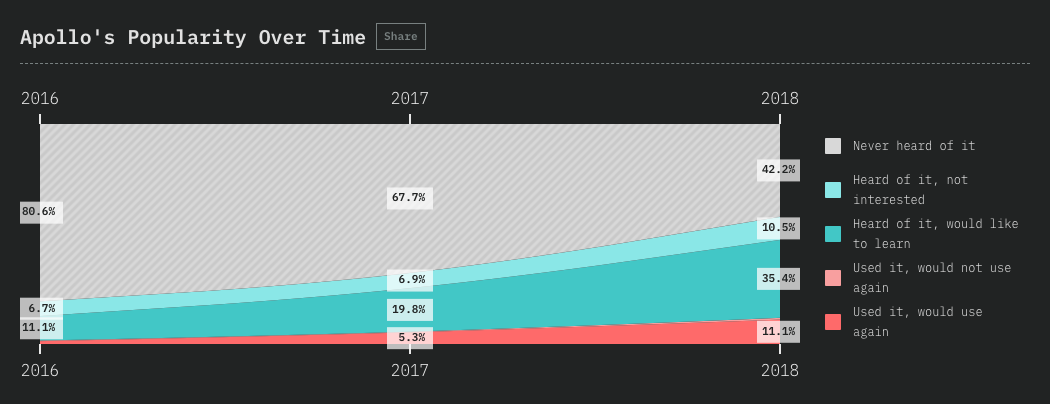 Apollo's Popularity Over Time
Share
2016 2017 2018
80.6%
67.7%
42.2%
6.7%
6.9%
10.5%
11.1%
19.8%
35.4%
5.3%
11.1%
2016 2017 2018
Never heard of it
Heard of it, not
interested
Heard of it, would like
to learn
Used it, would not use
again
Used it, would use
again